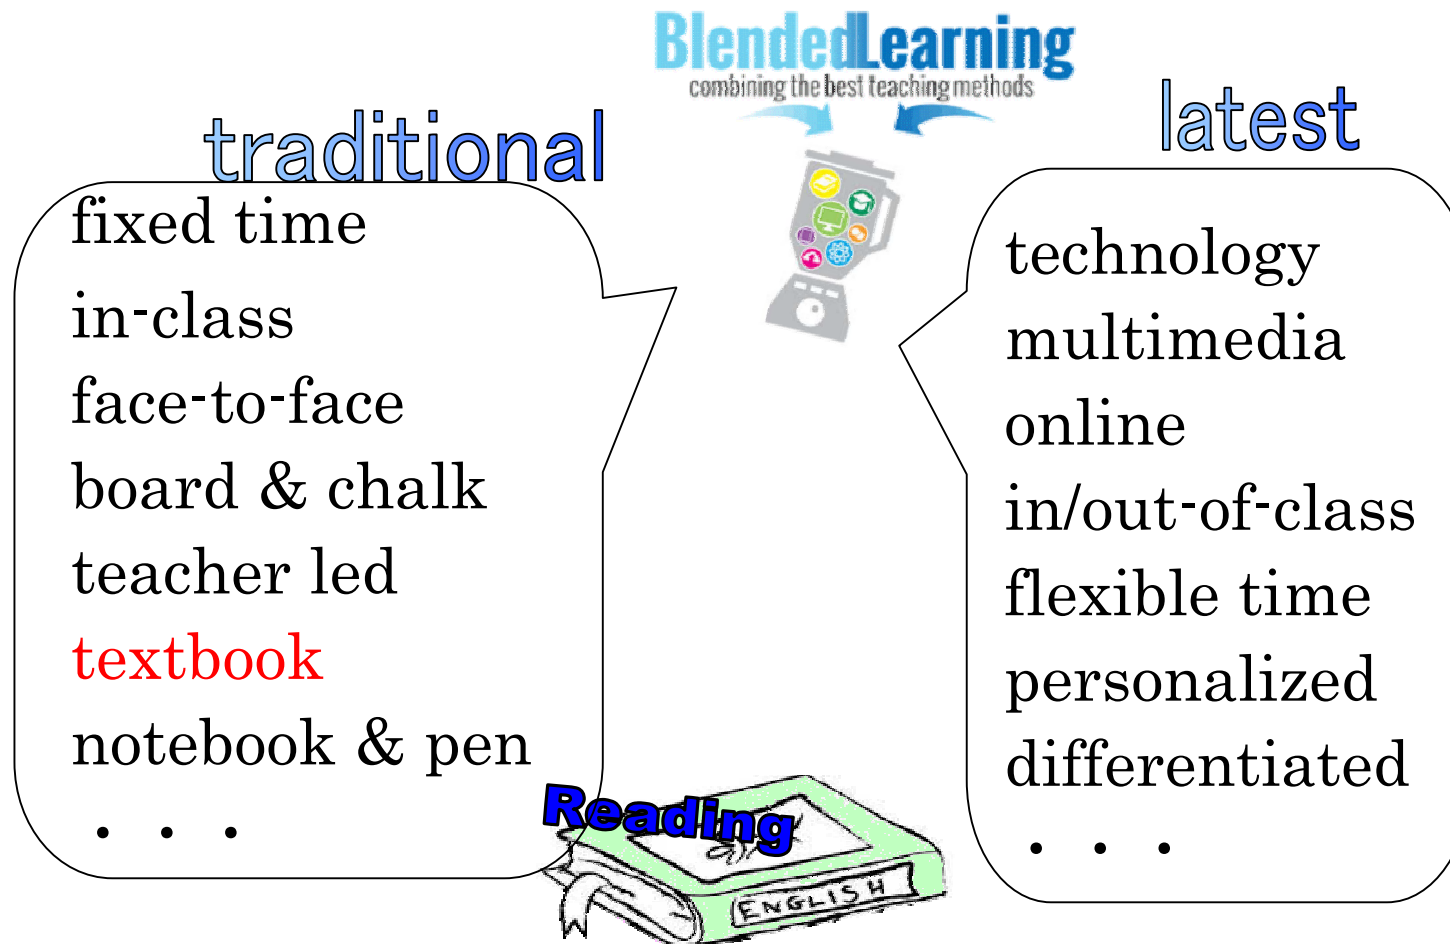 BlendedLearning
combining the best teaching methods
traditional
fixed time
in-class
face-to-face
board & chalk
teacher led
textbook
notebook & pen
. . .
latest
technology
multimedia
online
in/out-of-class
flexible time
personalized
differentiated
. . .
Reading
ENGLISH